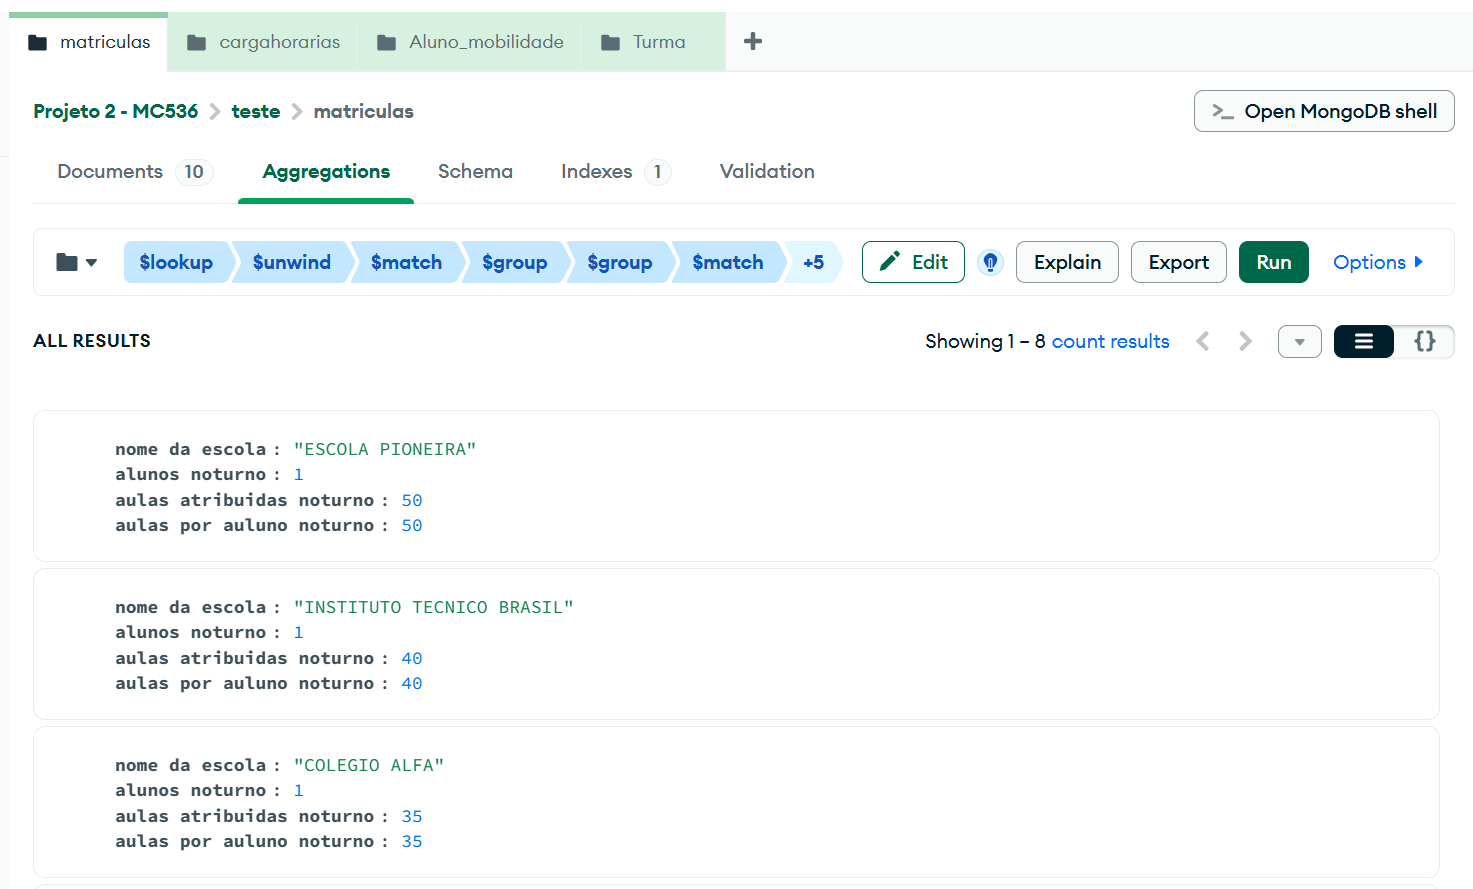 matriculas cargahorarias Aluno_mobilidade Turma +
Projeto 2 - MC536 > teste > matriculas >_ Open MongoDB shell
Documents 10 Aggregations Schema Indexes 1 Validation
$lookup $unwind $match $group $group $match +5 Edit Explain Export Run Options
ALL RESULTS Showing 1 – 8 count results {}
nome da escola : "ESCOLA PIONEIRA"
alunos noturno : 1
aulas atribuidas noturno : 50
aulas por auluno noturno : 50
nome da escola : "INSTITUTO TECNICO BRASIL"
alunos noturno : 1
aulas atribuidas noturno : 40
aulas por auluno noturno : 40
nome da escola : "COLEGIO ALFA"
alunos noturno : 1
aulas atribuidas noturno : 35
aulas por auluno noturno : 35